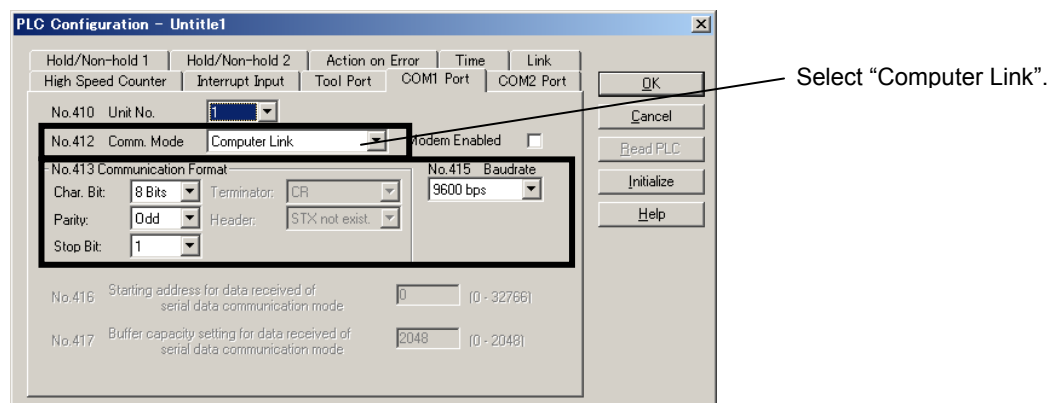 PLC Configuration - Untitle1
Hold/Non-hold 1 Hold/Non-hold 2 Action on Error Time Link
High Speed Counter Interrupt Input Tool Port COM1 Port COM2 Port
OK
Select “Computer Link”.
No.410 Unit No. 1
Cancel
No.412 Comm. Mode Computer Link Modem Enabled
Read PLC
No.413 Communication Format No.415 Baudrate
Char. Bit: 8 Bits Terminator: CR 9600 bps
Initialize
Parity: Odd Header: STX not exist.
Help
Stop Bit: 1
No.416 Starting address for data received of
serial data communication mode 0 (0 - 32766)
No.417 Buffer capacity setting for data received of
serial data communication mode 2048 (0 - 2048)